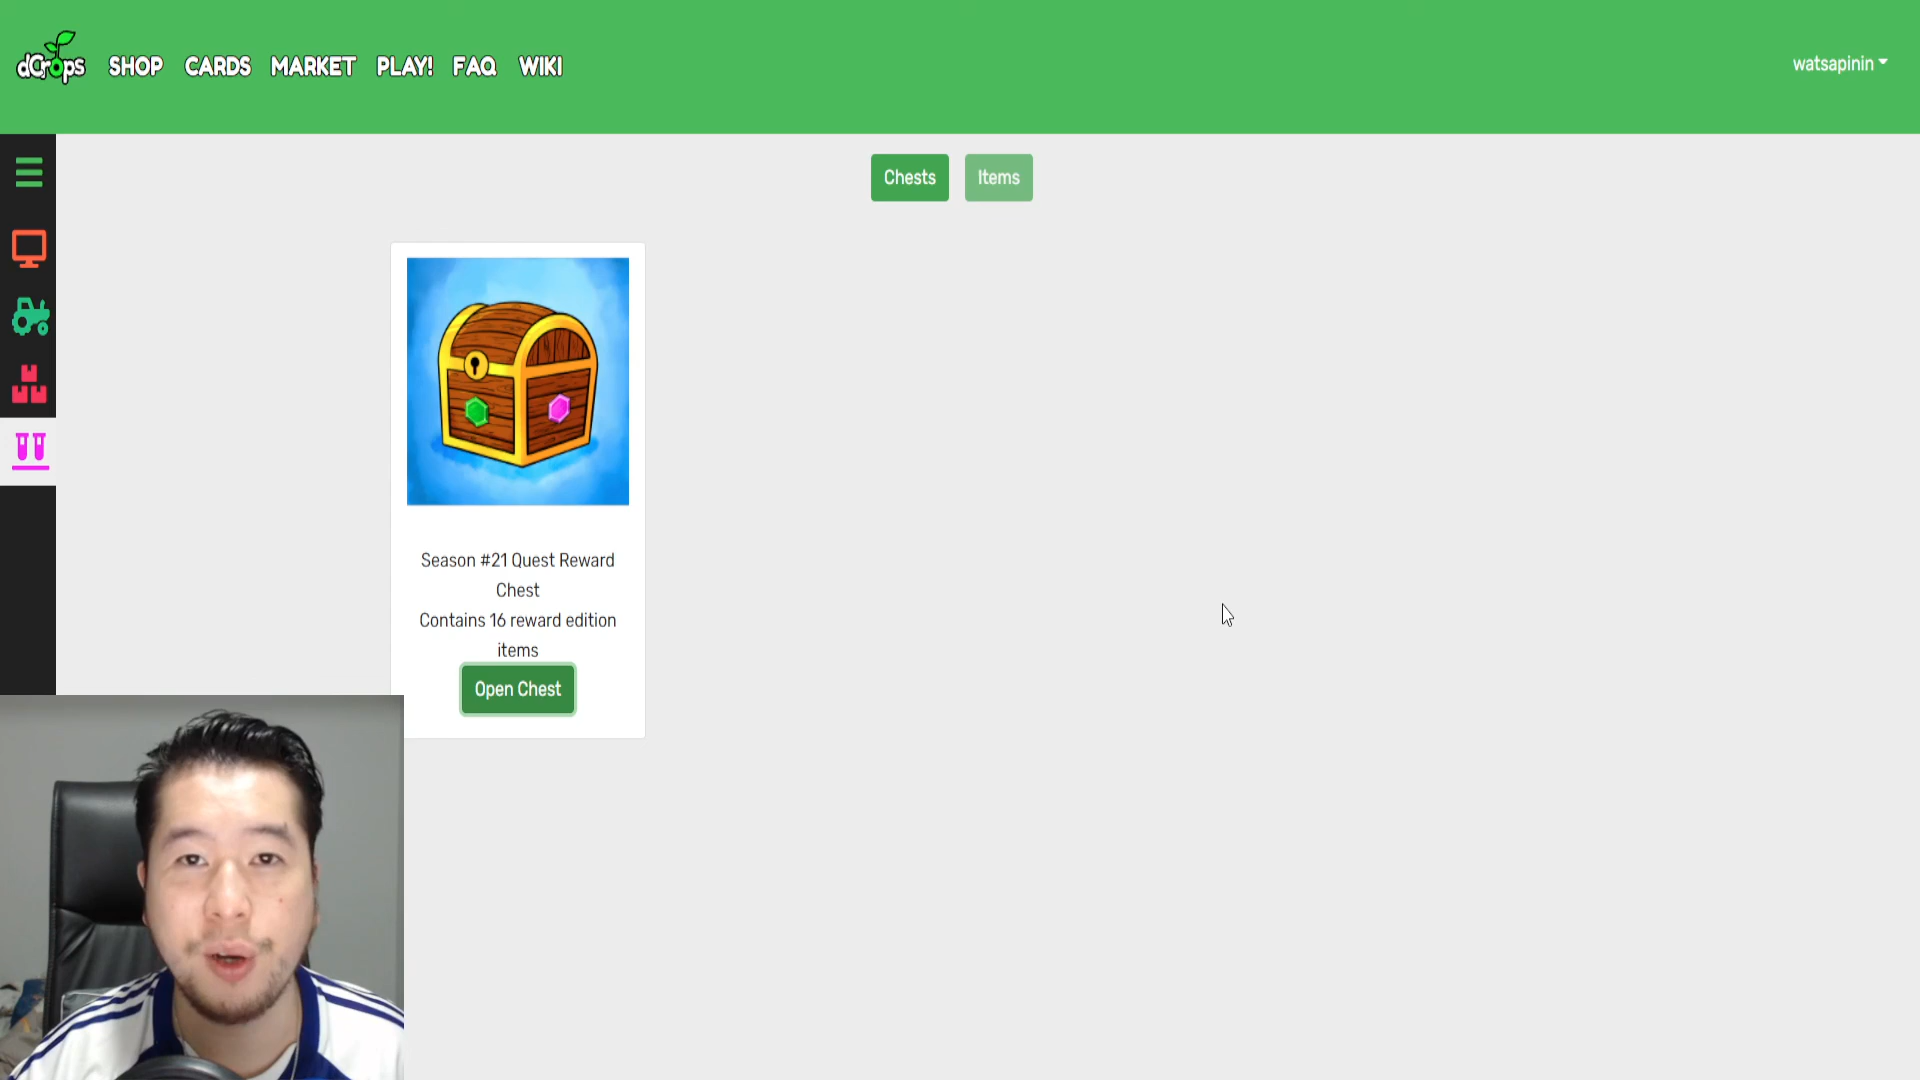 dCrops SHOP CARDS MARKET PLAY! FAQ WIKI watsapinin
Chests Items
Season #21 Quest Reward
Chest
Contains 16 reward edition
items
Open Chest